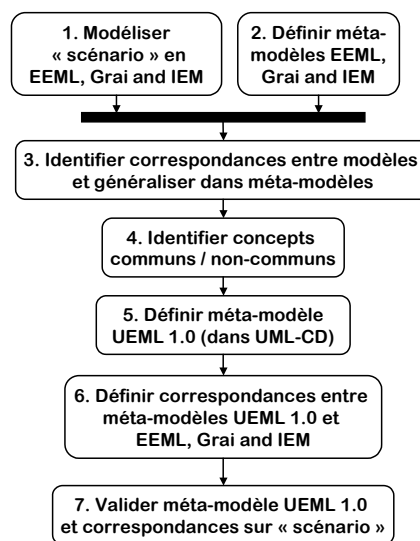 1. Modéliser
« scénario » en
EEML, Grai and IEM
2. Définir méta-
modèles EEML,
Grai and IEM
3. Identifier correspondances entre modèles
et généraliser dans méta-modèles
4. Identifier concepts
communs / non-communs
5. Définir méta-modèle
UEML 1.0 (dans UML-CD)
6. Définir correspondances entre
méta-modèles UEML 1.0 et
EEML, Grai and IEM
7. Valider méta-modèle UEML 1.0
et correspondances sur « scénario »